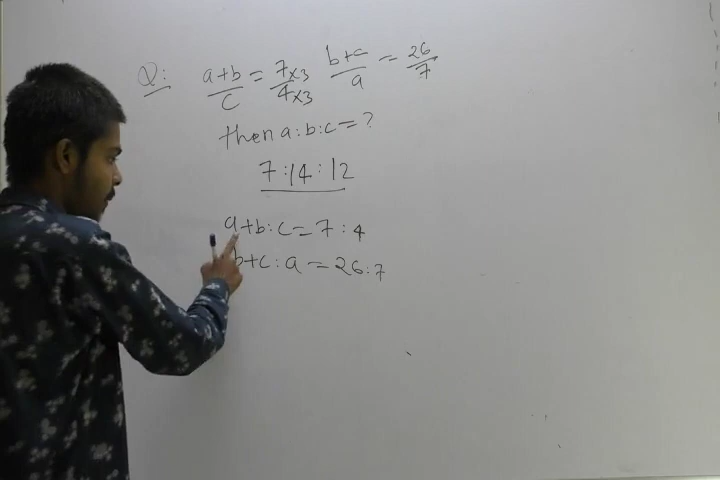 Q: a+b/c = 7×3/4×3 b+c/a = 26/7
then a:b:c = ?
7:14:12
a+b:c = 7:4
b+c:a = 26:7